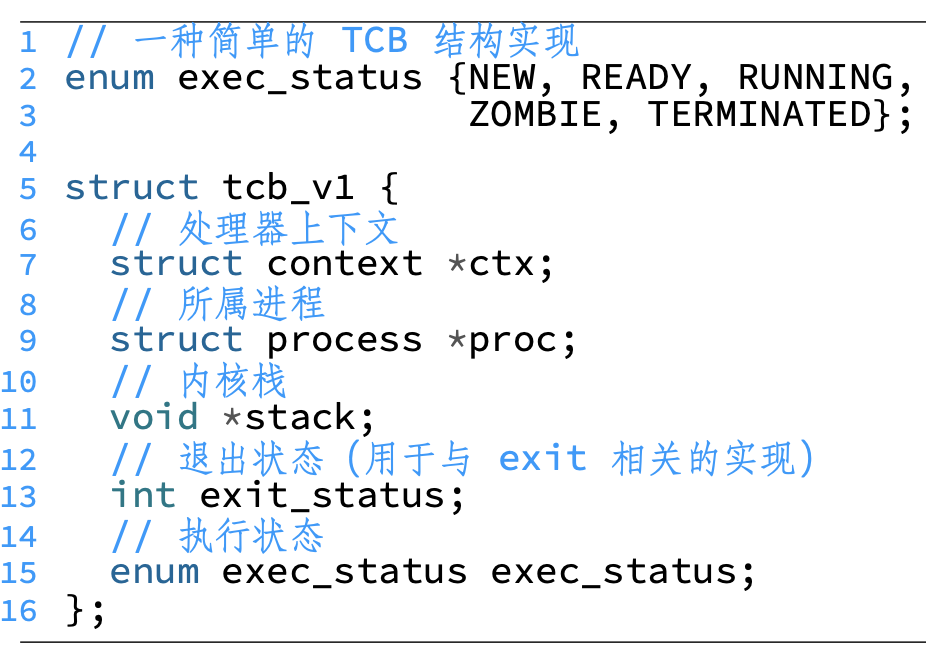 1 // 一种简单的 TCB 结构实现
2 enum exec_status {NEW, READY, RUNNING,
3                   ZOMBIE, TERMINATED};
4
5 struct tcb_v1 {
6   // 处理器上下文
7   struct context *ctx;
8   // 所属进程
9   struct process *proc;
10   // 内核栈
11   void *stack;
12   // 退出状态（用于与 exit 相关的实现）
13   int exit_status;
14   // 执行状态
15   enum exec_status exec_status;
16 };